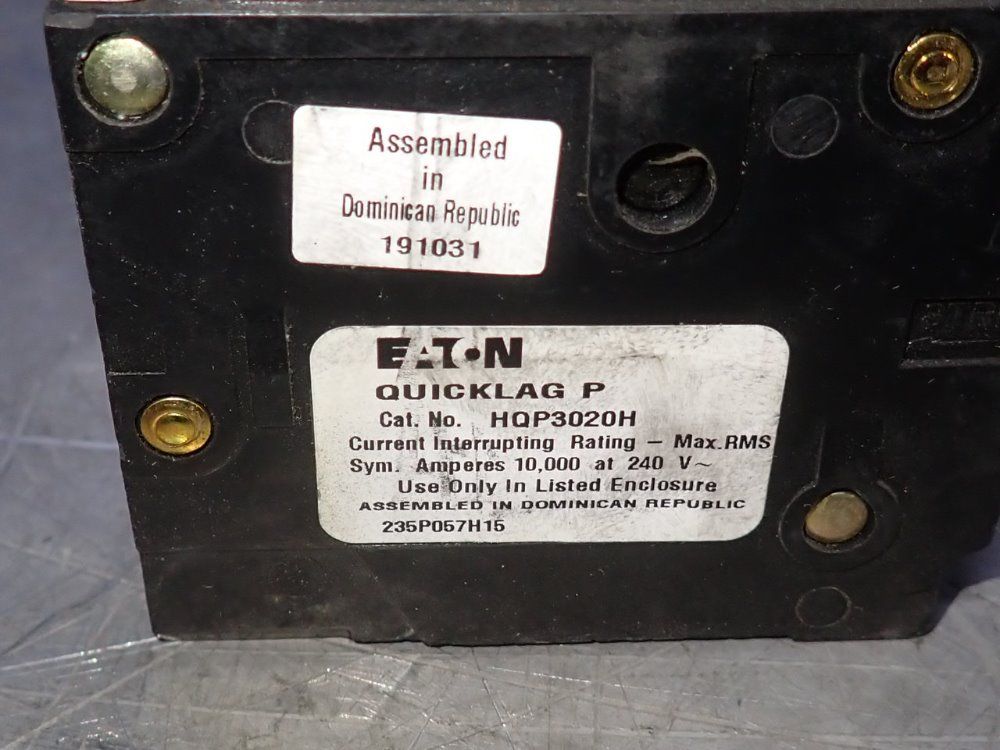 Assembled
in
Dominican Republic
191031
EATON
QUICKLAG P
Cat. No. HQP3020H
Current Interrupting Rating – Max. RMS
Sym. Amperes 10,000 at 240 V~
Use Only In Listed Enclosure
ASSEMBLED IN DOMINICAN REPUBLIC
235P057H15